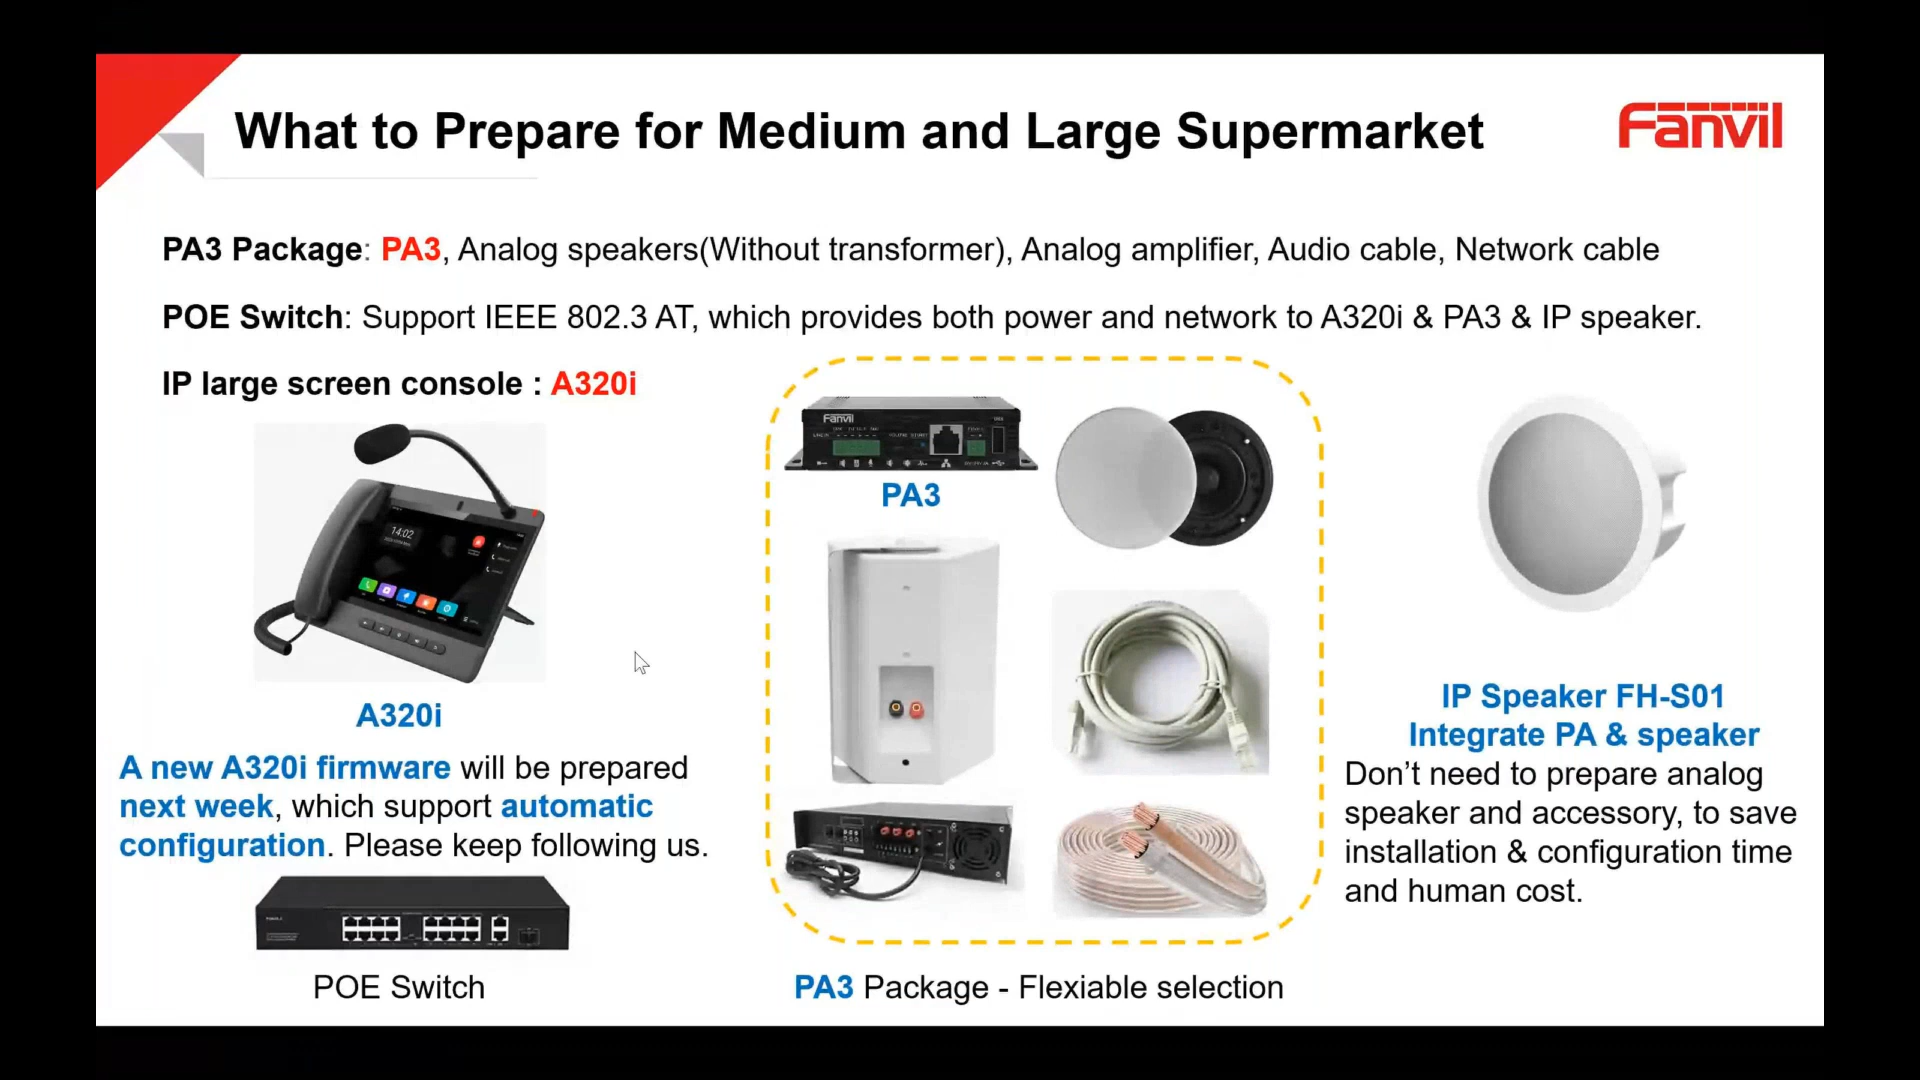 What to Prepare for Medium and Large Supermarket
Fanvil
PA3 Package: PA3, Analog speakers(Without transformer), Analog amplifier, Audio cable, Network cable
POE Switch: Support IEEE 802.3 AT, which provides both power and network to A320i & PA3 & IP speaker.
IP large screen console : A320i
Fanvil
14:02
PA3
A320i
A new A320i firmware will be prepared
next week, which support automatic
configuration. Please keep following us.
POE Switch
PA3 Package - Flexiable selection
IP Speaker FH-S01
Integrate PA & speaker
Don’t need to prepare analog
speaker and accessory, to save
installation & configuration time
and human cost.